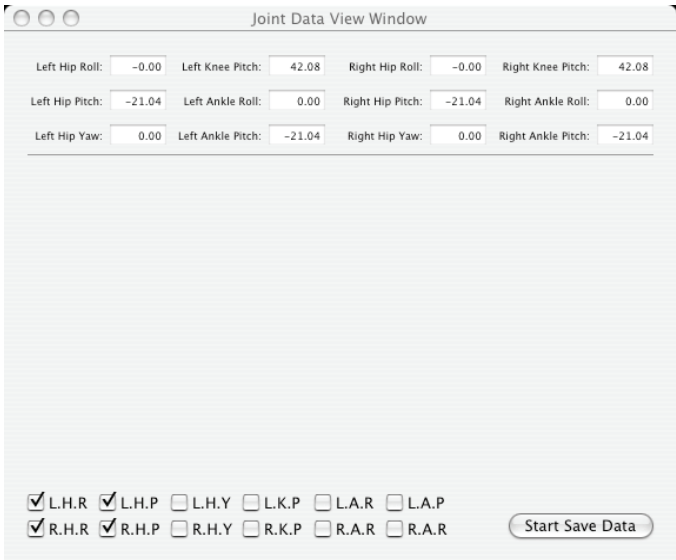 Joint Data View Window
Left Hip Roll: -0.00 Left Knee Pitch: 42.08 Right Hip Roll: -0.00 Right Knee Pitch: 42.08
Left Hip Pitch: -21.04 Left Ankle Roll: 0.00 Right Hip Pitch: -21.04 Right Ankle Roll: 0.00
Left Hip Yaw: 0.00 Left Ankle Pitch: -21.04 Right Hip Yaw: 0.00 Right Ankle Pitch: -21.04
L.H.R L.H.P L.H.Y L.K.P L.A.R L.A.P
R.H.R R.H.P R.H.Y R.K.P R.A.R R.A.R Start Save Data